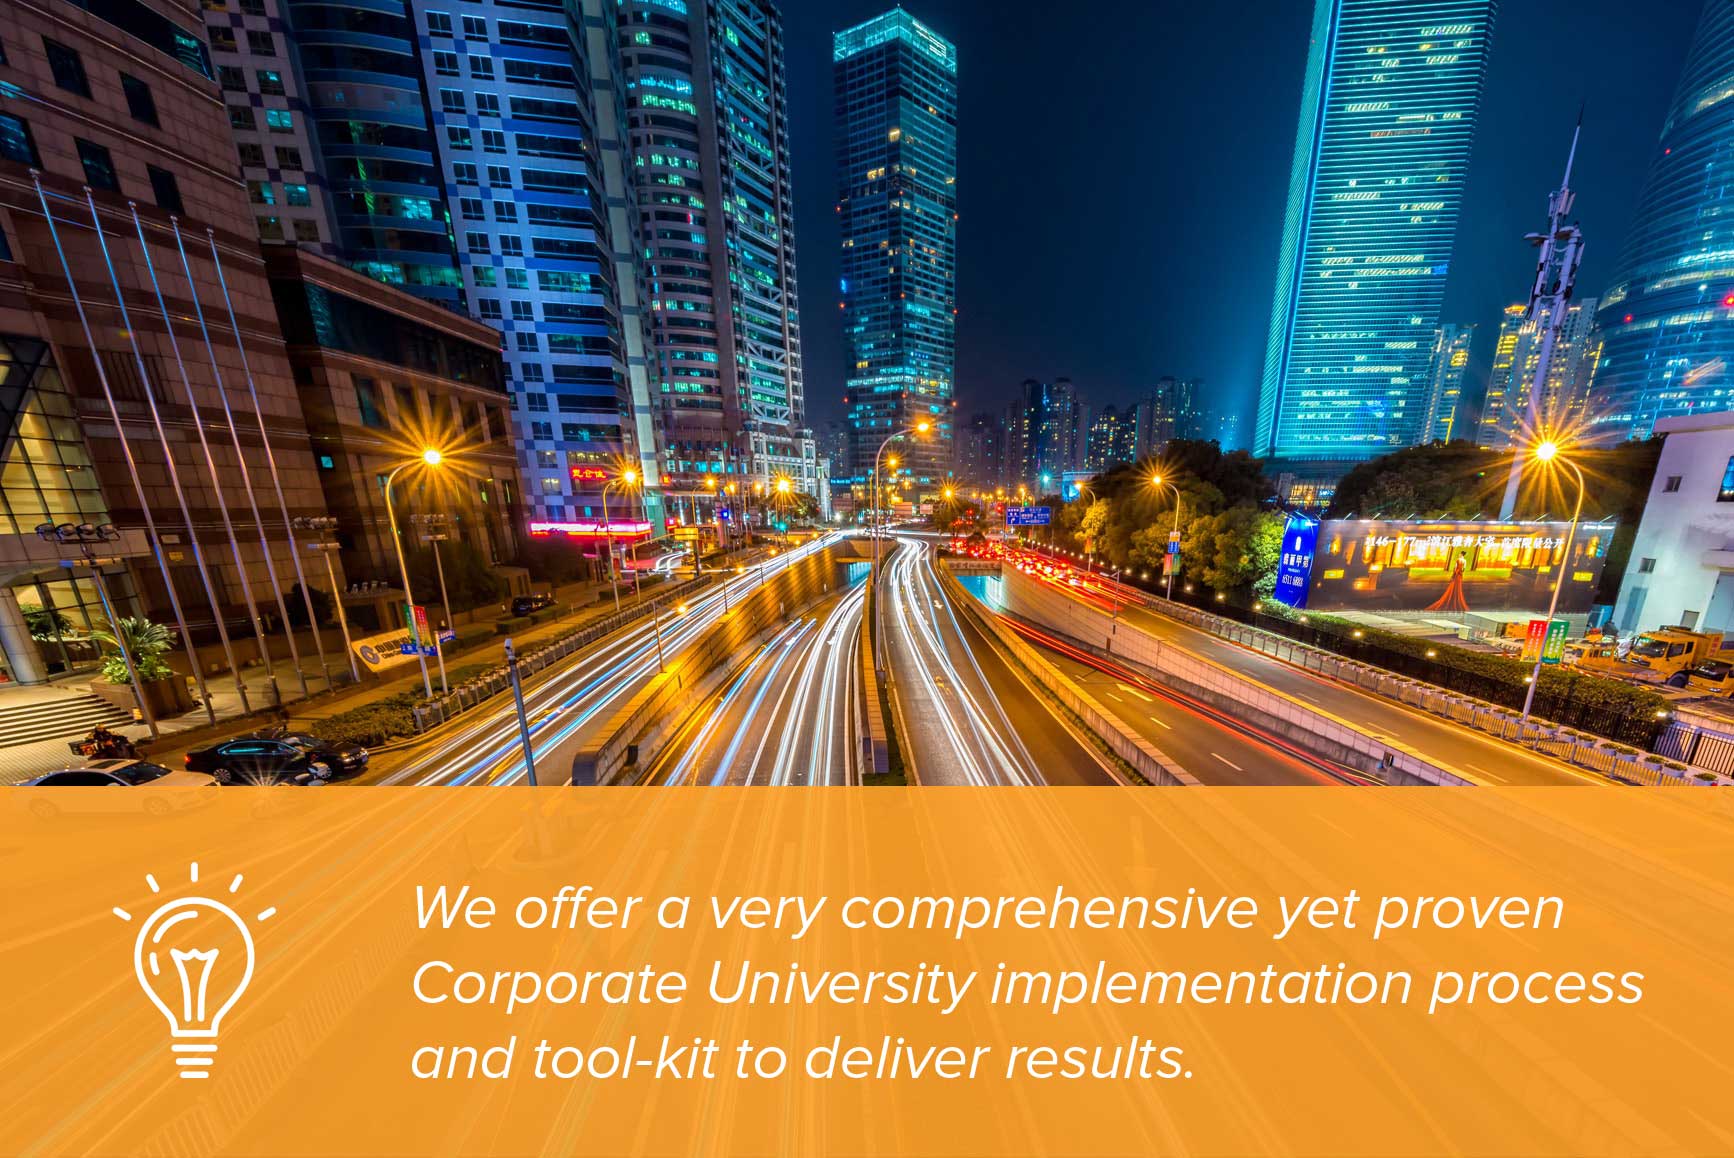 We offer a very comprehensive yet proven
Corporate University implementation process
and tool-kit to deliver results.